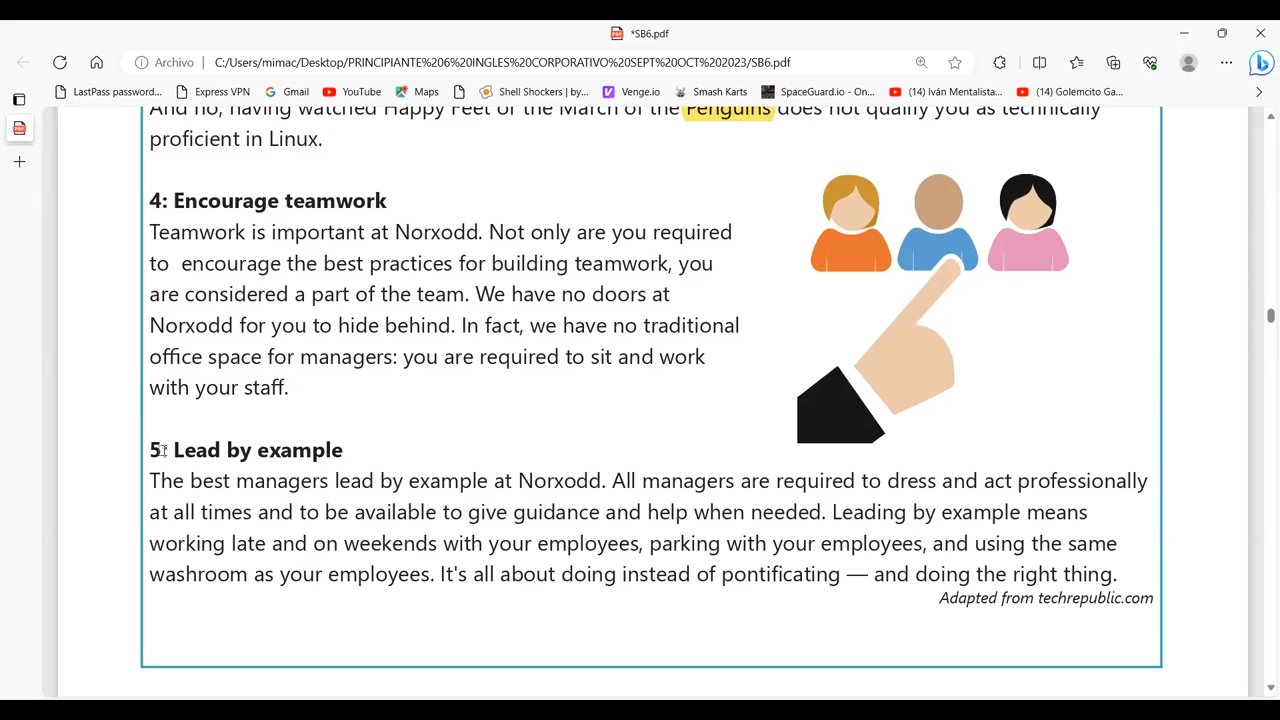 *SB6.pdf
Archivo
C:/Users/mimac/Desktop/PRINCIPIANTE%206%20INGLES%20CORPORATIVO%20SEPT%20OCT%202023/SB6.pdf
LastPass password...
Express VPN
Gmail
YouTube
Maps
Shell Shockers | by...
Venge.io
Smash Karts
SpaceGuard.io - On...
(14) Iván Mentalista...
(14) Golemcito Ga...
And no, having watched Happy Feet or the March of the Penguins does not qualify you as technically
proficient in Linux.
4: Encourage teamwork
Teamwork is important at Norxodd. Not only are you required
to encourage the best practices for building teamwork, you
are considered a part of the team. We have no doors at
Norxodd for you to hide behind. In fact, we have no traditional
office space for managers: you are required to sit and work
with your staff.
5: Lead by example
The best managers lead by example at Norxodd. All managers are required to dress and act professionally
at all times and to be available to give guidance and help when needed. Leading by example means
working late and on weekends with your employees, parking with your employees, and using the same
washroom as your employees. It's all about doing instead of pontificating — and doing the right thing.
Adapted from techrepublic.com